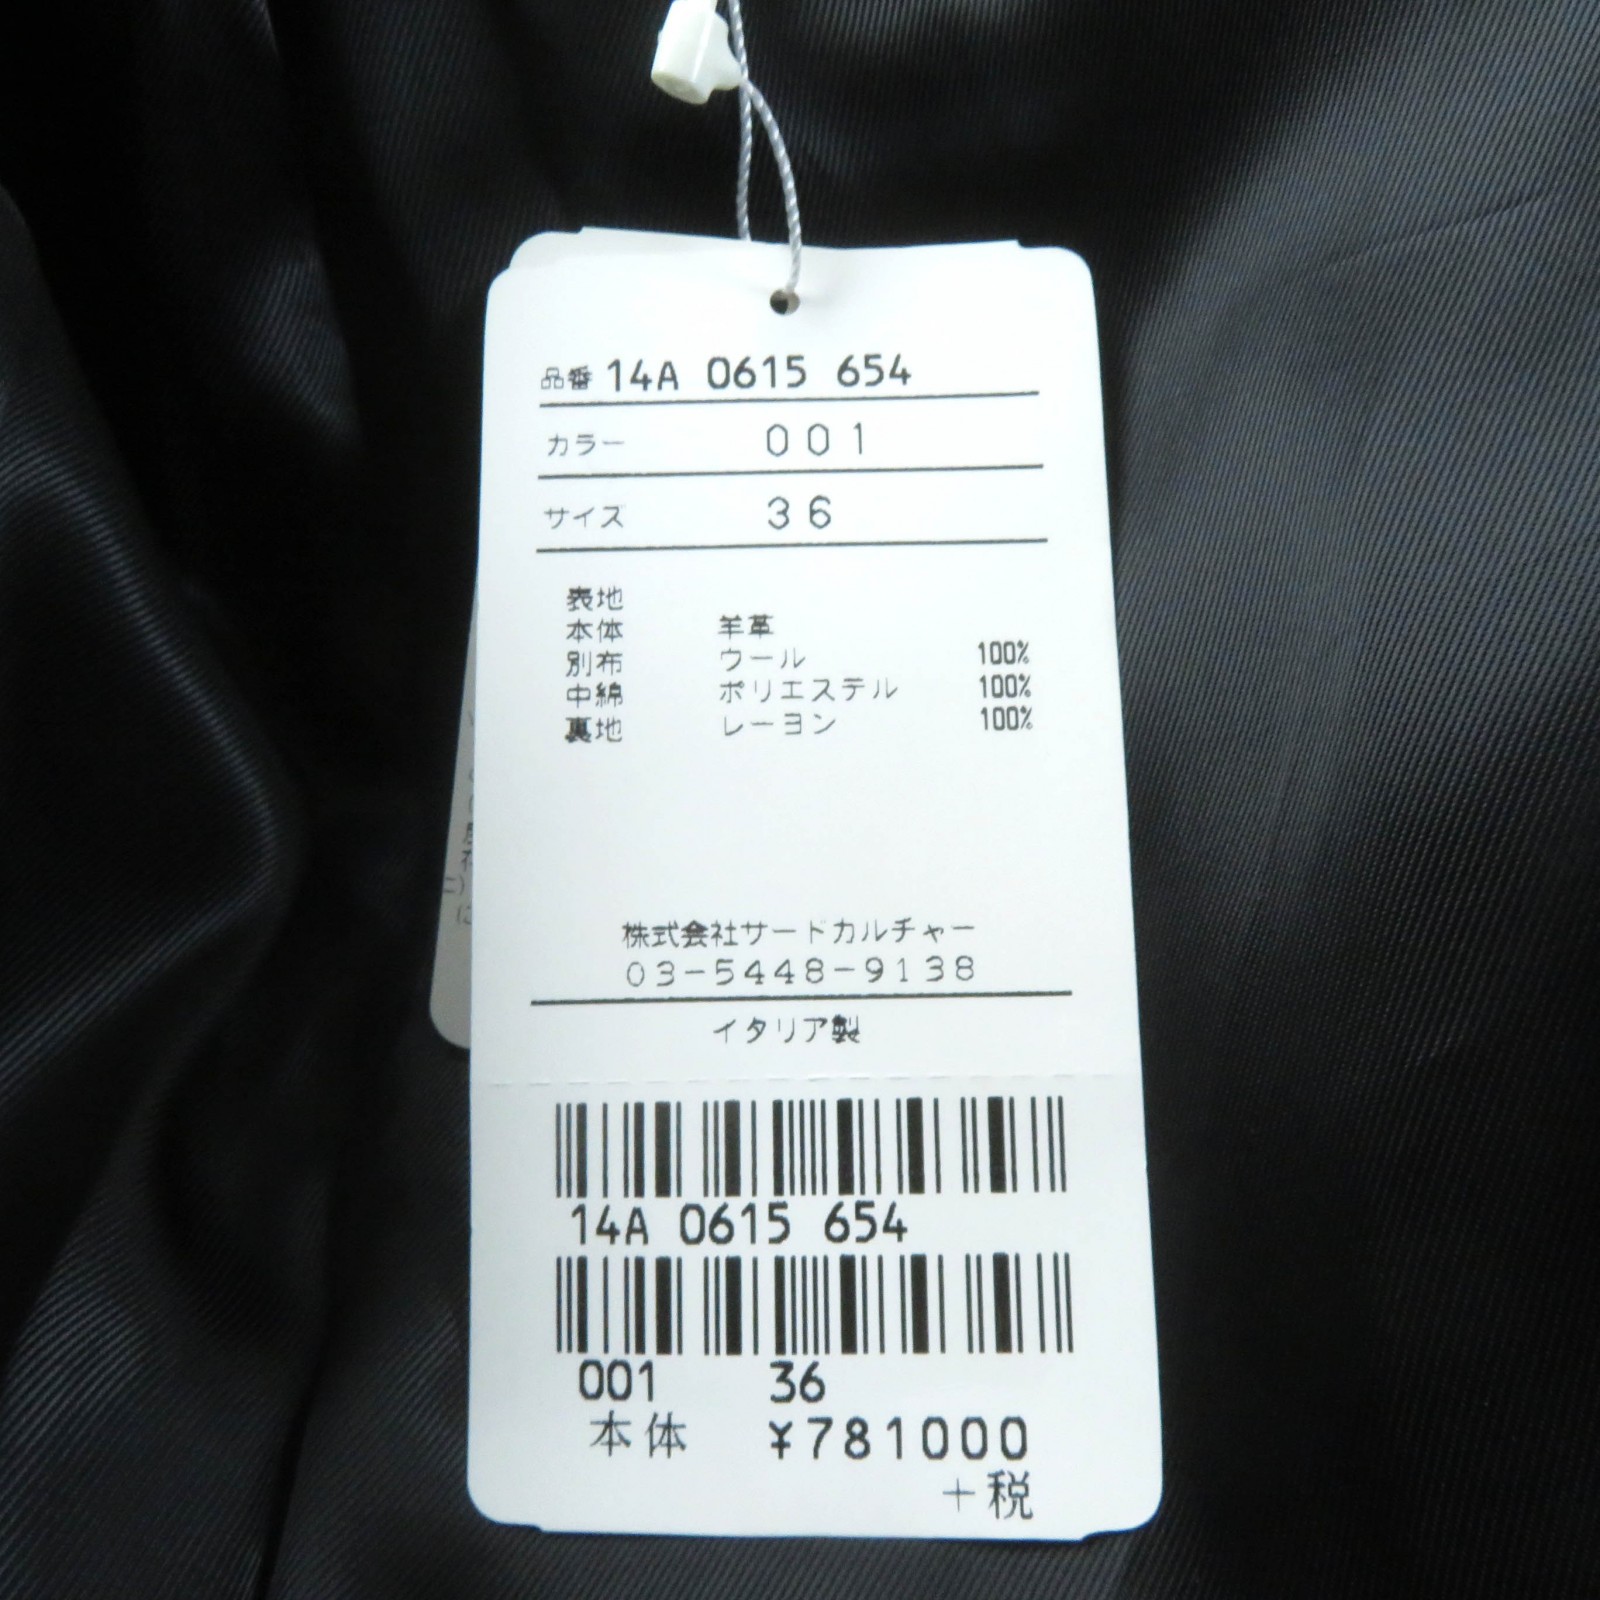 品番 14A 0615 654
カラー 001
サイズ 36
表地
本体 羊革
別布 ウール 100%
中綿 ポリエステル 100%
裏地 レーヨン 100%
株式会社サードカルチャー
03-5448-9138
イタリア製
14A 0615 654
001 36
本体 ¥781000
+税